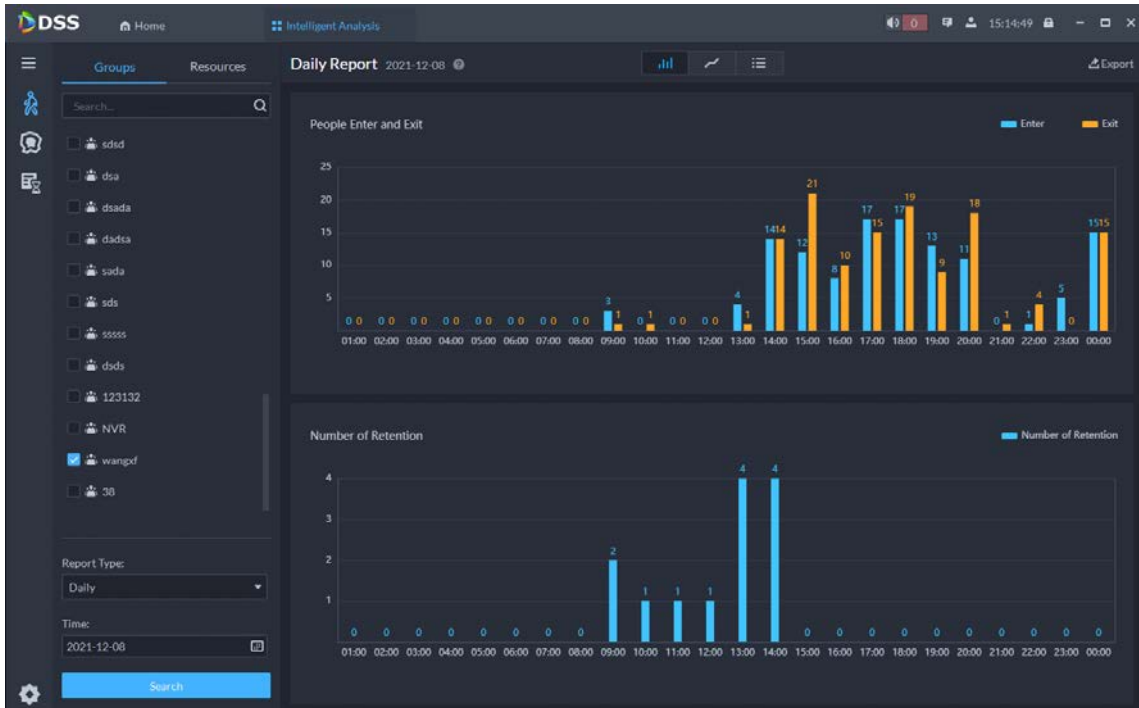 DSS Home Intelligent Analysis 0 15:14:49
Groups Resources
Search...
sdsd
dsa
dsada
dadsa
sada
sds
sssss
dsds
123132
NVR
wangxf
38
Report Type:
Daily
Time:
2021-12-08
Search
Daily Report 2021-12-08 Export
People Enter and Exit Enter Exit
25
20
15
10
5
0 0 0 0 0 0 0 0 0 0 0 0 0 0 0 0 3 1 0 1 0 0 0 0 4 1 14 14 12 21 8 10 17 15 17 19 13 9 11 18 0 1 1 4 5 0 15 15
01:00 02:00 03:00 04:00 05:00 06:00 07:00 08:00 09:00 10:00 11:00 12:00 13:00 14:00 15:00 16:00 17:00 18:00 19:00 20:00 21:00 22:00 23:00 00:00
Number of Retention Number of Retention
4
3
2
1
0 0 0 0 0 0 0 0 2 1 1 1 4 4 0 0 0 0 0 0 0 0 0 0
01:00 02:00 03:00 04:00 05:00 06:00 07:00 08:00 09:00 10:00 11:00 12:00 13:00 14:00 15:00 16:00 17:00 18:00 19:00 20:00 21:00 22:00 23:00 00:00